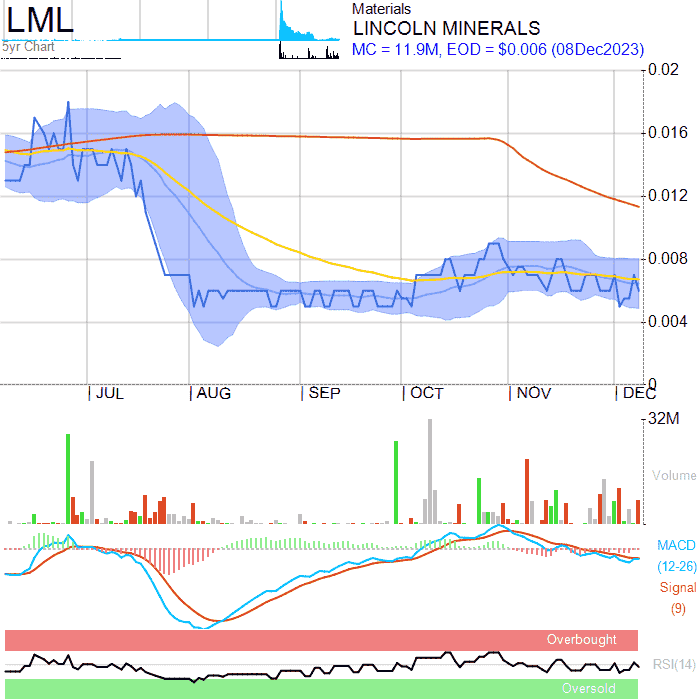 LML
Materials
LINCOLN MINERALS
5yr Chart
MC = 11.9M, EOD = $0.006 (08Dec2023)
0.02
0.016
0.012
0.008
0.004
0
JUL AUG SEP OCT NOV DEC
32M
Volume
MACD
(12-26)
Signal
(9)
Overbought
RSI(14)
Oversold